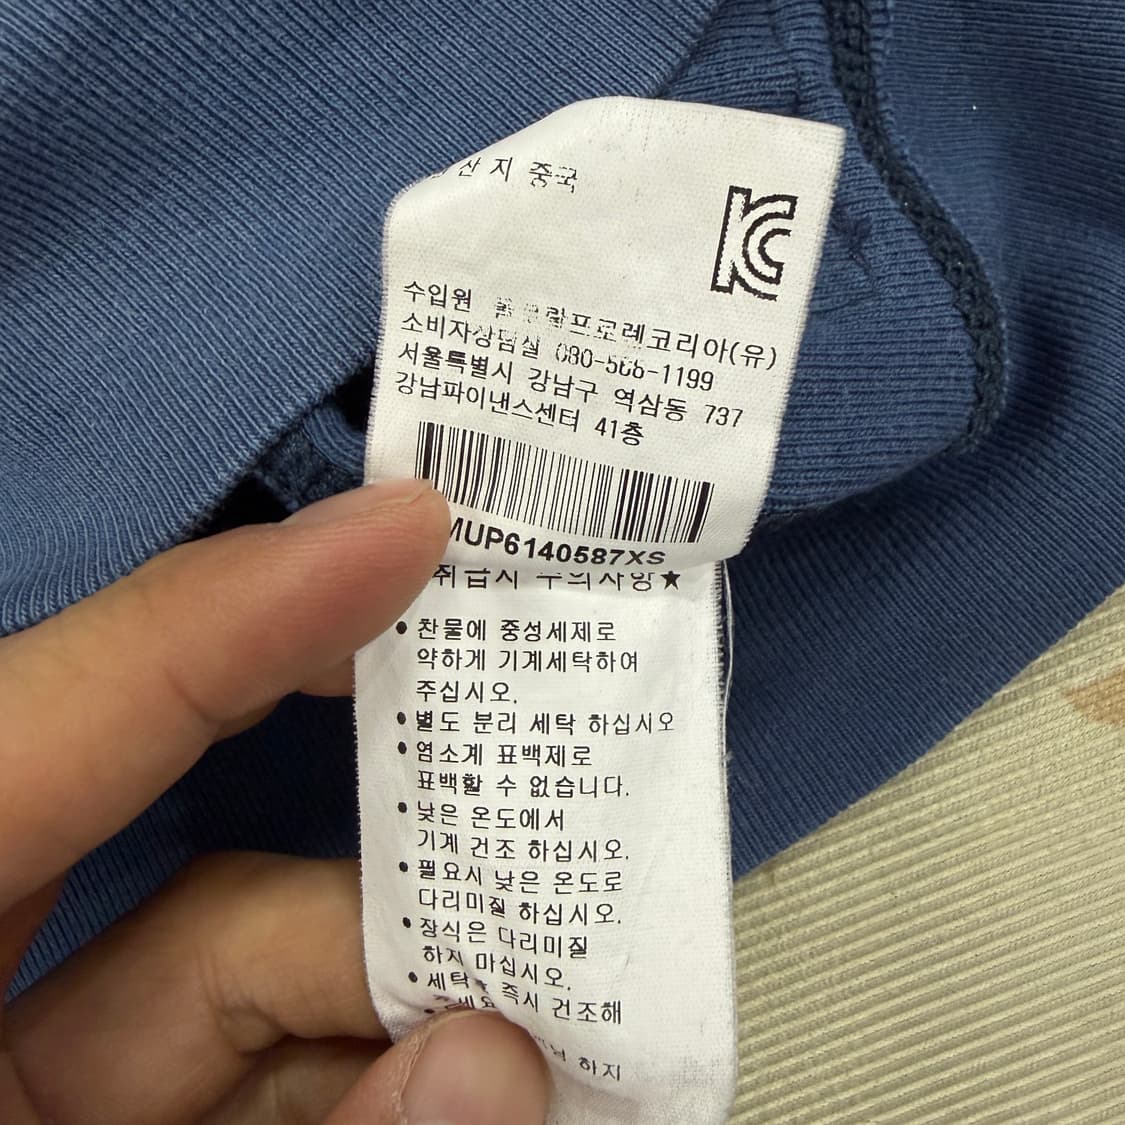 산지 중국
KC
수입원 랄프로렌코리아(유)
소비자상담실 080-566-1199
서울특별시 강남구 역삼동 737
강남파이낸스센터 41층
MUP6140587XS
취급시 주의사항★
• 찬물에 중성세제로
약하게 기계세탁하여
주십시오.
• 별도 분리 세탁 하십시오
• 염소계 표백제로
표백할 수 없습니다.
• 낮은 온도에서
기계 건조 하십시오.
• 필요시 낮은 온도로
다리미질 하십시오.
• 장식은 다리미질
하지 마십시오.
• 세탁후 즉시 건조해
하지